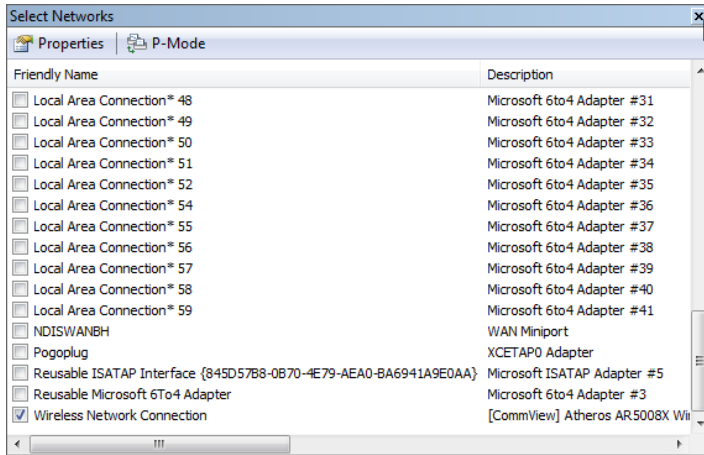 Select Networks
Properties P-Mode
Friendly Name Description
Local Area Connection* 48 Microsoft 6to4 Adapter #31
Local Area Connection* 49 Microsoft 6to4 Adapter #32
Local Area Connection* 50 Microsoft 6to4 Adapter #33
Local Area Connection* 51 Microsoft 6to4 Adapter #34
Local Area Connection* 52 Microsoft 6to4 Adapter #35
Local Area Connection* 54 Microsoft 6to4 Adapter #36
Local Area Connection* 55 Microsoft 6to4 Adapter #37
Local Area Connection* 56 Microsoft 6to4 Adapter #38
Local Area Connection* 57 Microsoft 6to4 Adapter #39
Local Area Connection* 58 Microsoft 6to4 Adapter #40
Local Area Connection* 59 Microsoft 6to4 Adapter #41
NDISWANBH WAN Miniport
Pogoplug XCETAP0 Adapter
Reusable ISATAP Interface {845D57B8-0B70-4E79-AEA0-BA6941A9E0AA} Microsoft ISATAP Adapter #5
Reusable Microsoft 6To4 Adapter Microsoft 6to4 Adapter #3
Wireless Network Connection [CommView] Atheros AR5008X Wir